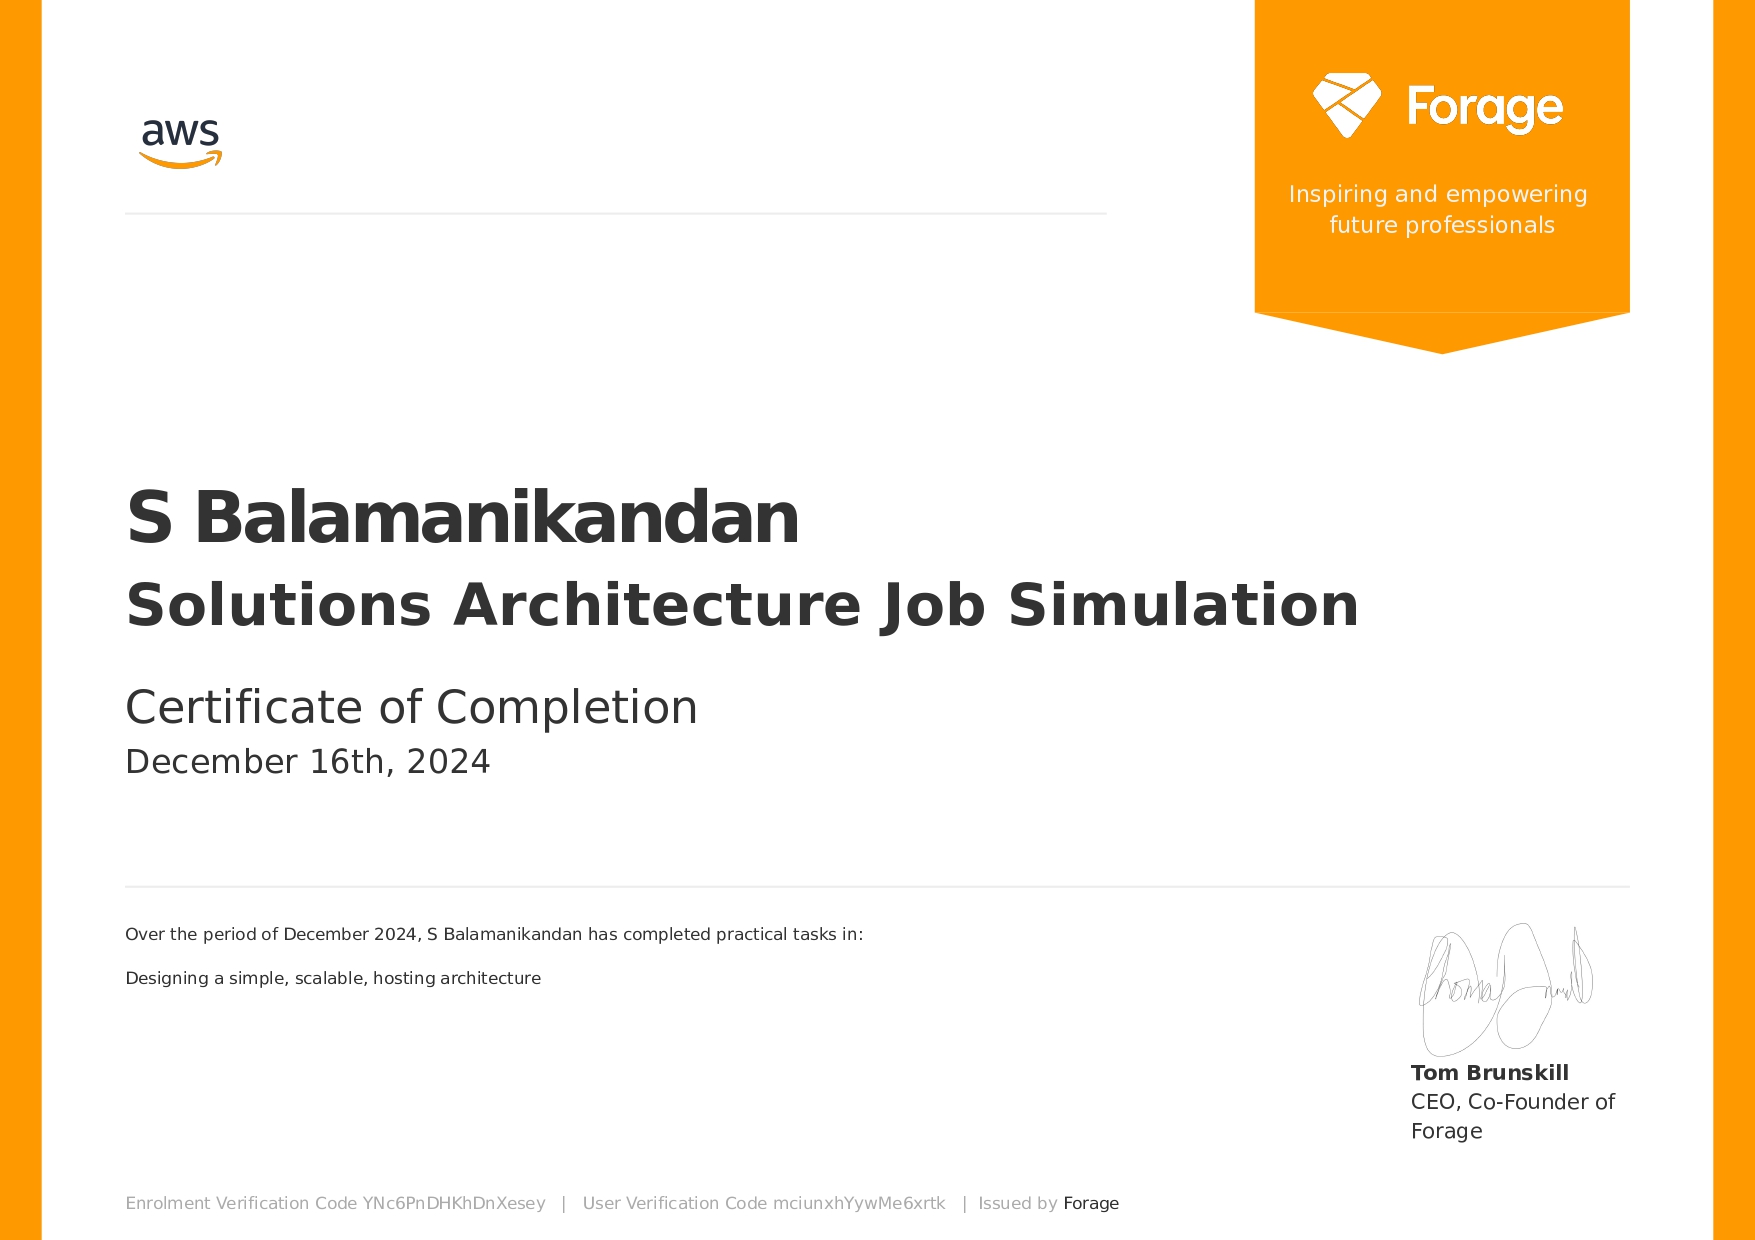 aws
Forage
Inspiring and empowering
future professionals
S Balamanikandan
Solutions Architecture Job Simulation
Certificate of Completion
December 16th, 2024
Over the period of December 2024, S Balamanikandan has completed practical tasks in:
Designing a simple, scalable, hosting architecture
Tom Brunskill
CEO, Co-Founder of
Forage
Enrolment Verification Code YNc6PnDHKhDnXesey | User Verification Code mciunxhYywMe6xrtk | Issued by Forage